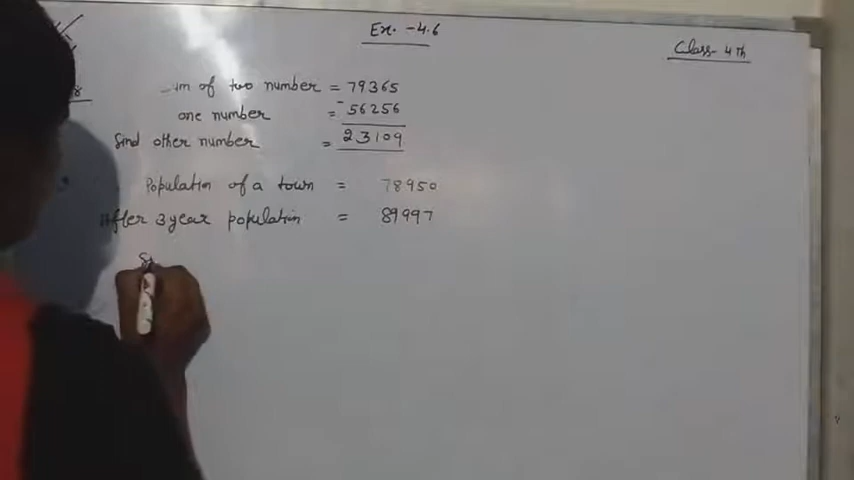 Ex. - 4.6
Class- 4th
of two number = 79365
one number = - 56256
find other number = 23109
Population of a town = 78950
After 3 year population = 89997